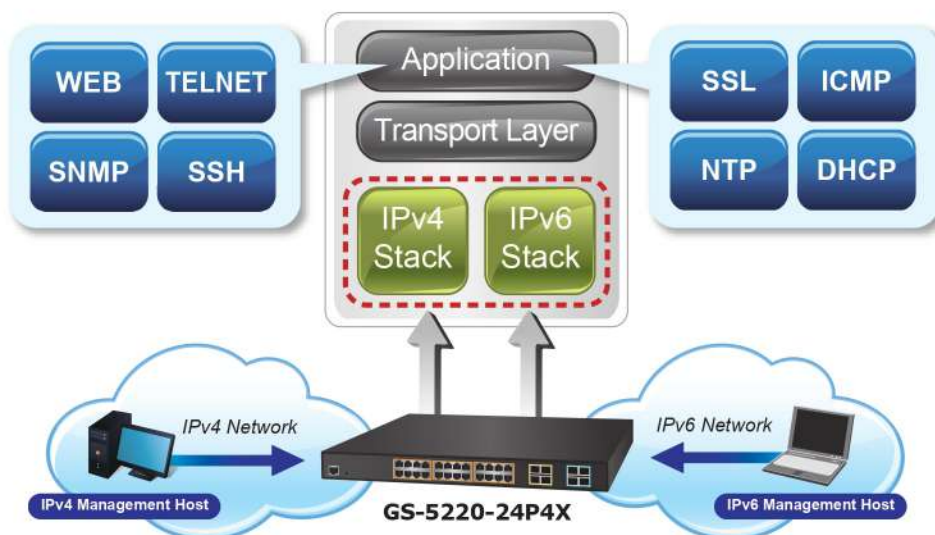 Application
WEB
TELNET
SNMP
SSH
SSL
ICMP
NTP
DHCP
Transport Layer
IPv4
Stack
IPv6
Stack
IPv4 Network
IPv6 Network
IPv4 Management Host
IPv6 Management Host
GS-5220-24P4X